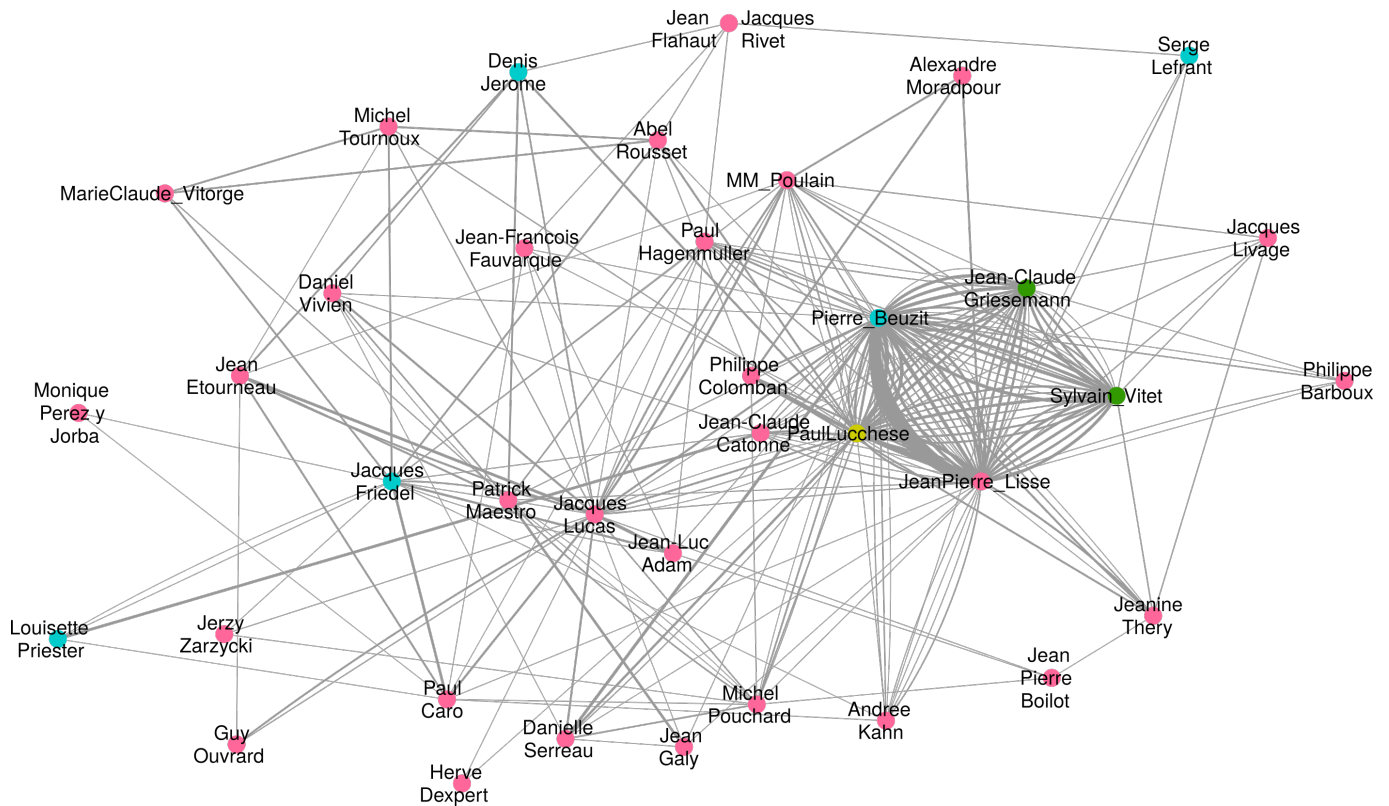 Jean
Flahaut
Jacques
Rivet
Serge
Lefrant
Denis
Jerome
Alexandre
Moradpour
Michel
Tournoux
Abel
Rousset
MarieClaude_Vitorge
MM_Poulain
Jean-Francois
Fauvarque
Paul
Hagenmuller
Jacques
Livage
Daniel
Vivien
Jean-Claude
Griesemann
Pierre_Beuzit
Jean
Etourneau
Philippe
Colomban
Philippe
Barboux
Monique
Perez y
Jorba
Sylvain_Vitet
Jean-Claude
Catonne
PaulLucchese
Jacques
Friedel
Patrick
Maestro
Jacques
Lucas
JeanPierre_Lisse
Jean-Luc
Adam
Jeanine
Thery
Louisette
Priester
Jerzy
Zarzycki
Jean
Pierre
Boilot
Paul
Caro
Michel
Pouchard
Andree
Kahn
Guy
Ouvrard
Danielle
Serreau
Jean
Galy
Herve
Dexpert